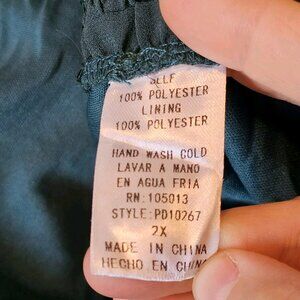 SELF
100% POLYESTER
LINING
100% POLYESTER
HAND WASH COLD
LAVAR A MANO
EN AGUA FRIA
RN:105013
STYLE:PD10267
2X
MADE IN CHINA
HECHO EN CHIN